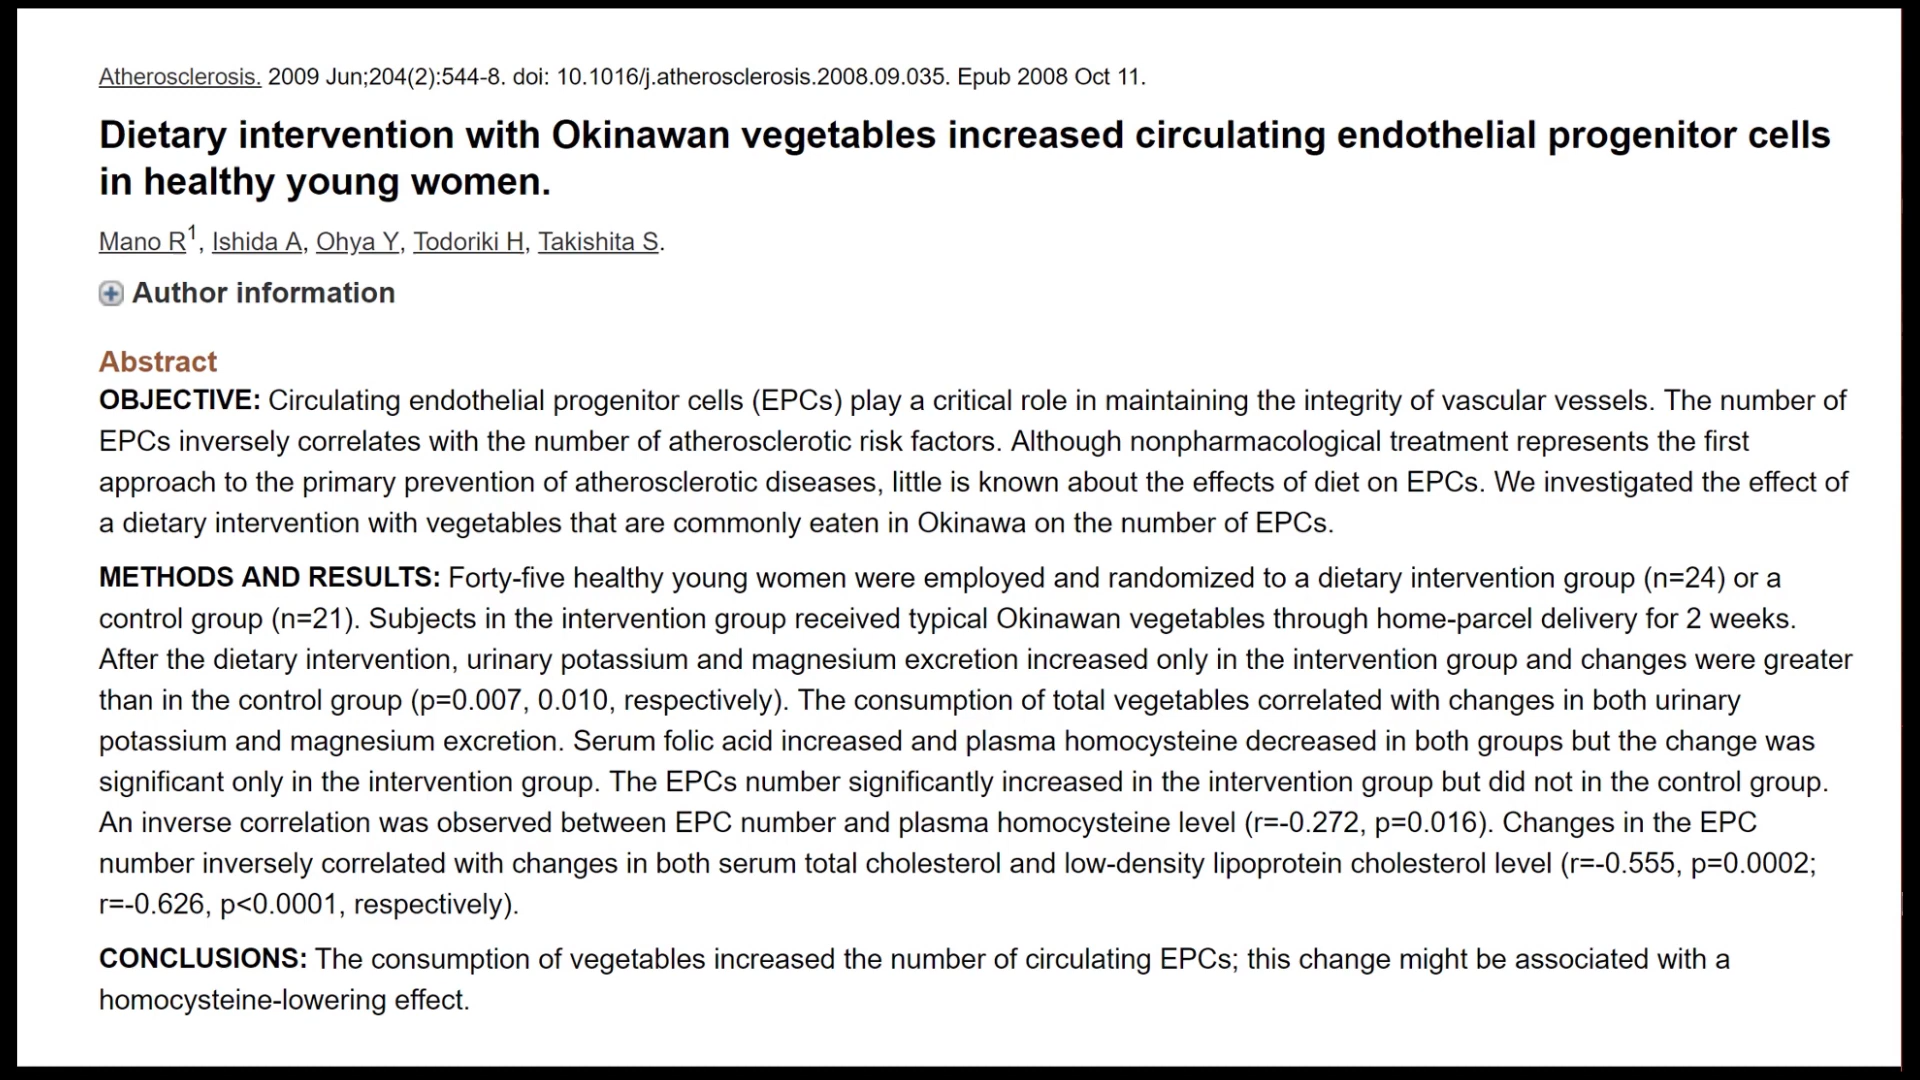 Atherosclerosis. 2009 Jun;204(2):544-8. doi: 10.1016/j.atherosclerosis.2008.09.035. Epub 2008 Oct 11.
Dietary intervention with Okinawan vegetables increased circulating endothelial progenitor cells
in healthy young women.
Mano R1, Ishida A, Ohya Y, Todoriki H, Takishita S.
Author information
Abstract
OBJECTIVE: Circulating endothelial progenitor cells (EPCs) play a critical role in maintaining the integrity of vascular vessels. The number of
EPCs inversely correlates with the number of atherosclerotic risk factors. Although nonpharmacological treatment represents the first
approach to the primary prevention of atherosclerotic diseases, little is known about the effects of diet on EPCs. We investigated the effect of
a dietary intervention with vegetables that are commonly eaten in Okinawa on the number of EPCs.
METHODS AND RESULTS: Forty-five healthy young women were employed and randomized to a dietary intervention group (n=24) or a
control group (n=21). Subjects in the intervention group received typical Okinawan vegetables through home-parcel delivery for 2 weeks.
After the dietary intervention, urinary potassium and magnesium excretion increased only in the intervention group and changes were greater
than in the control group (p=0.007, 0.010, respectively). The consumption of total vegetables correlated with changes in both urinary
potassium and magnesium excretion. Serum folic acid increased and plasma homocysteine decreased in both groups but the change was
significant only in the intervention group. The EPCs number significantly increased in the intervention group but did not in the control group.
An inverse correlation was observed between EPC number and plasma homocysteine level (r=-0.272, p=0.016). Changes in the EPC
number inversely correlated with changes in both serum total cholesterol and low-density lipoprotein cholesterol level (r=-0.555, p=0.0002;
r=-0.626, p<0.0001, respectively).
CONCLUSIONS: The consumption of vegetables increased the number of circulating EPCs; this change might be associated with a
homocysteine-lowering effect.